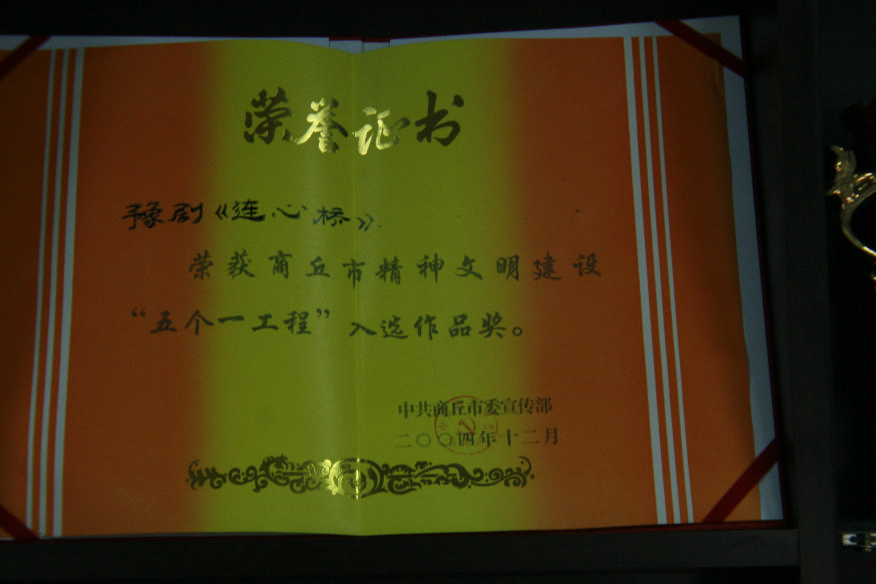 荣誉证书
豫剧《连心桥》
荣获商丘市精神文明建设
“五个一工程”入选作品奖。
中共商丘市委宣传部
二〇〇四年十二月